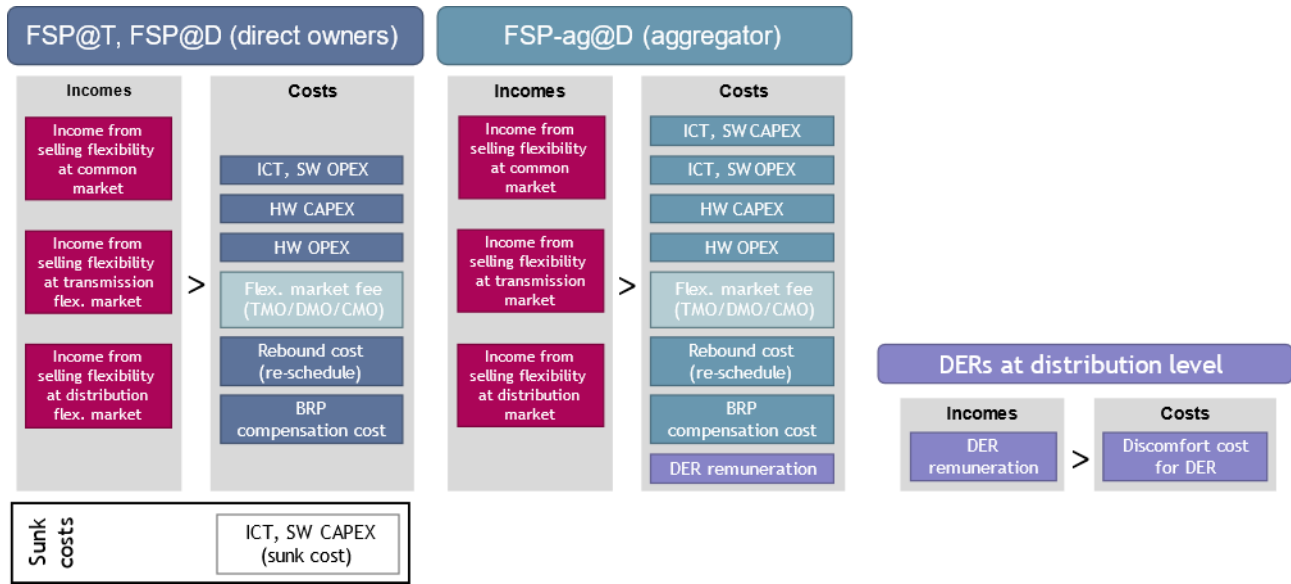 FSP@T, FSP@D (direct owners)
Incomes
Income from
selling flexibility
at common
market
Income from
selling flexibility
at transmission
flex. market
Income from
selling flexibility
at distribution
flex. market
>
Costs
ICT, SW OPEX
HW CAPEX
HW OPEX
Flex. market fee
(TMO/DMO/CMO)
Rebound cost
(re-schedule)
BRP
compensation cost
Sunk
costs
ICT, SW CAPEX
(sunk cost)
FSP-ag@D (aggregator)
Incomes
Income from
selling flexibility
at common
market
Income from
selling flexibility
at transmission
market
Income from
selling flexibility
at distribution
market
>
Costs
ICT, SW CAPEX
ICT, SW OPEX
HW CAPEX
HW OPEX
Flex. market fee
(TMO/DMO/CMO)
Rebound cost
(re-schedule)
BRP
compensation cost
DER remuneration
DERs at distribution level
Incomes
DER
remuneration
>
Costs
Discomfort cost
for DER